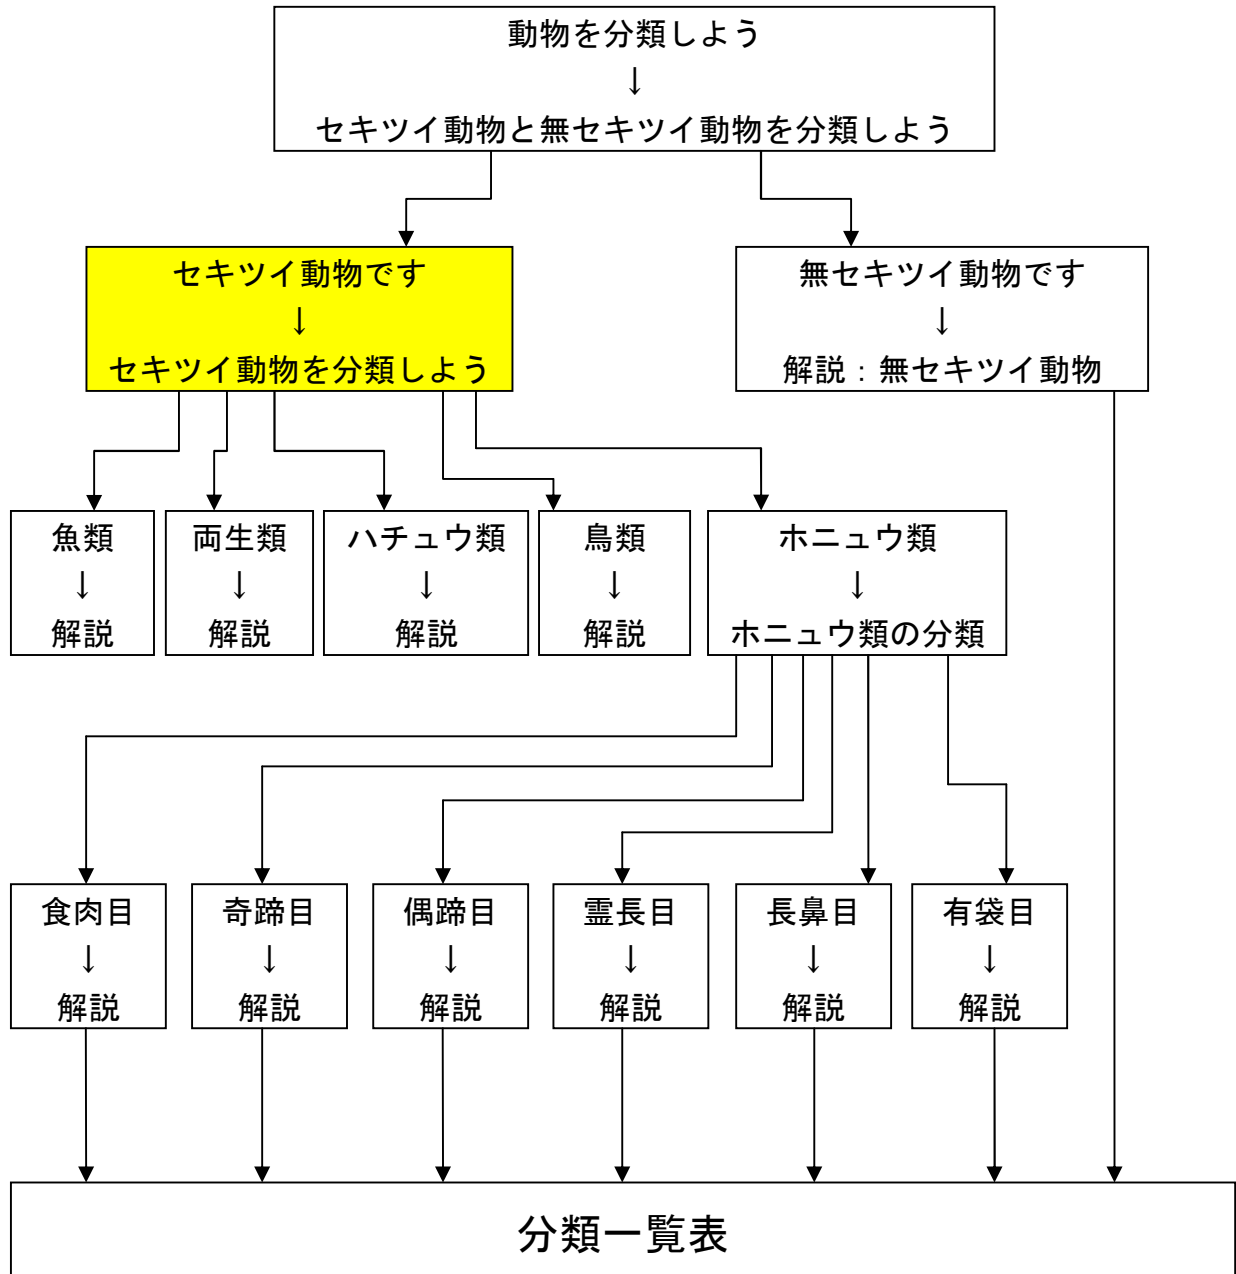 動物を分類しよう
↓
セキツイ動物と無セキツイ動物を分類しよう
セキツイ動物です
↓
セキツイ動物を分類しよう
無セキツイ動物です
↓
解説：無セキツイ動物
魚類
↓
解説
両生類
↓
解説
ハチュウ類
↓
解説
鳥類
↓
解説
ホニュウ類
↓
ホニュウ類の分類
食肉目
↓
解説
奇蹄目
↓
解説
偶蹄目
↓
解説
霊長目
↓
解説
長鼻目
↓
解説
有袋目
↓
解説
分類一覧表